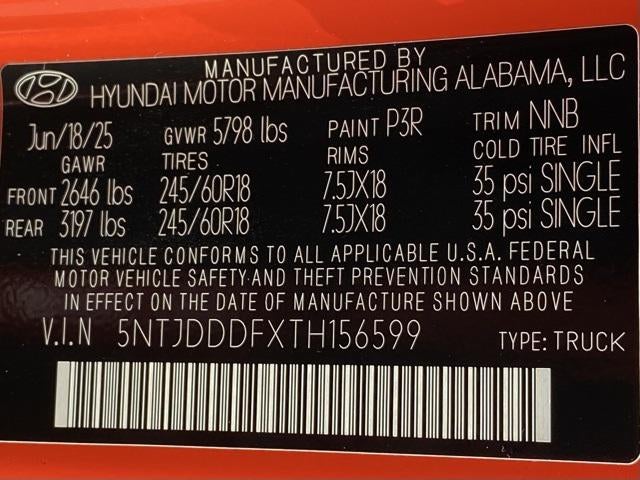 MANUFACTURED BY
HYUNDAI MOTOR MANUFACTURING ALABAMA, LLC
Jun/18/25 GVWR 5798 lbs PAINT P3R TRIM NNB
GAWR TIRES RIMS COLD TIRE INFL
FRONT 2646 lbs 245/60R18 7.5JX18 35 psi SINGLE
REAR 3197 lbs 245/60R18 7.5JX18 35 psi SINGLE
THIS VEHICLE CONFORMS TO ALL APPLICABLE U.S.A. FEDERAL
MOTOR VEHICLE SAFETY AND THEFT PREVENTION STANDARDS
IN EFFECT ON THE DATE OF MANUFACTURE SHOWN ABOVE
V.I.N 5NTJDDDFXTH156599 TYPE: TRUCK